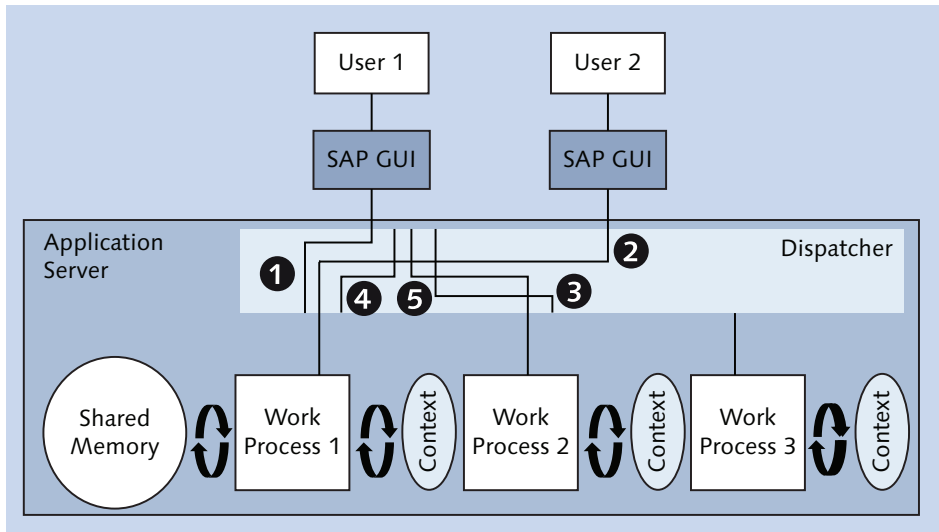 User 1
User 2
SAP GUI
SAP GUI
Application
Server
Dispatcher
1
2
4
5
3
Shared
Memory
Work
Process 1
Context
Work
Process 2
Context
Work
Process 3
Context